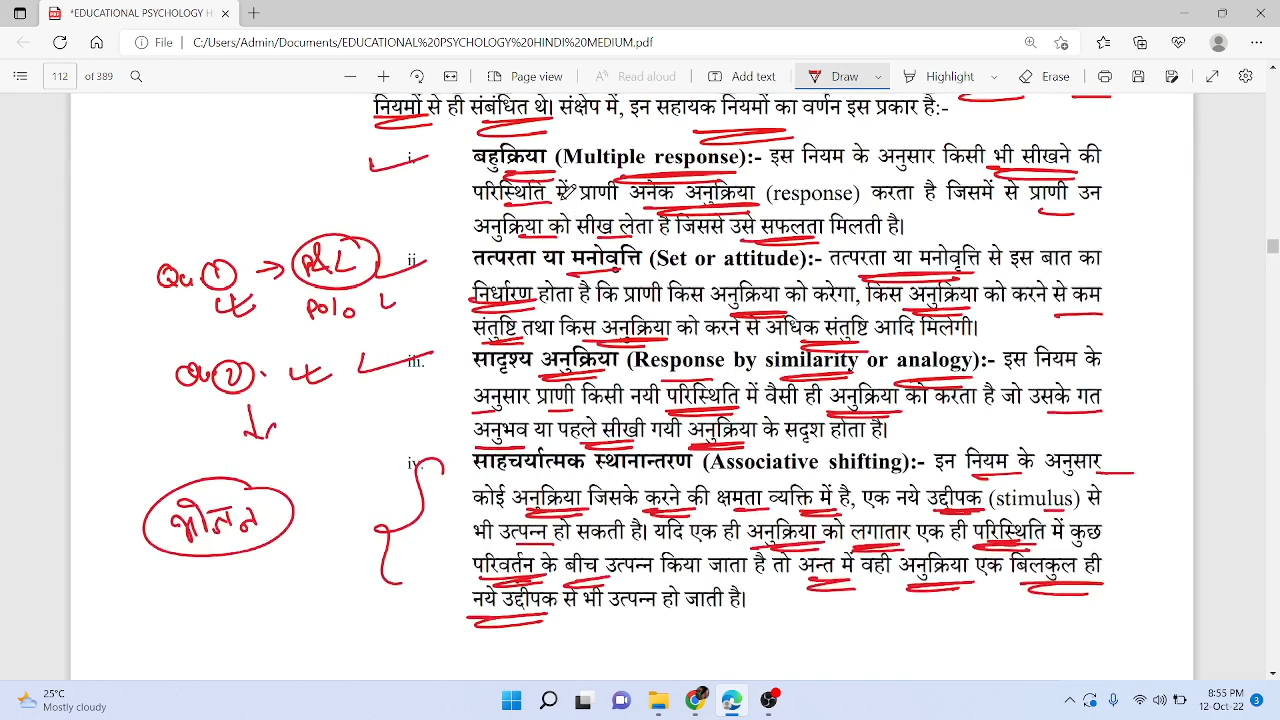 *EDUCATIONAL PSYCHOLOGY H
File C:/Users/Admin/Documents/EDUCATIONAL%20PSYCHOLOGY%20HINDI%20MEDIUM.pdf
112 of 389 Page view Read aloud Add text Draw Highlight Erase
नियमों से ही संबंधित थे। संक्षेप में, इन सहायक नियमों का वर्णन इस प्रकार है:-
i. बहुक्रिया (Multiple response):- इस नियम के अनुसार किसी भी सीखने की
परिस्थिति में प्राणी अनेक अनुक्रिया (response) करता है जिसमें से प्राणी उन
अनुक्रिया को सीख लेता है जिससे उसे सफलता मिलती है।
ii. तत्परता या मनोवृत्ति (Set or attitude):- तत्परता या मनोवृत्ति से इस बात का
निर्धारण होता है कि प्राणी किस अनुक्रिया को करेगा, किस अनुक्रिया को करने से कम
संतुष्टि तथा किस अनुक्रिया को करने से अधिक संतुष्टि आदि मिलेगी।
iii. सादृश्य अनुक्रिया (Response by similarity or analogy):- इस नियम के
अनुसार प्राणी किसी नयी परिस्थिति में वैसी ही अनुक्रिया को करता है जो उसके गत
अनुभव या पहले सीखी गयी अनुक्रिया के सदृश होता है।
iv. साहचर्यात्मक स्थानान्तरण (Associative shifting):- इन नियम के अनुसार
कोई अनुक्रिया जिसके करने की क्षमता व्यक्ति में है, एक नये उद्दीपक (stimulus) से
भी उत्पन्न हो सकती है। यदि एक ही अनुक्रिया को लगातार एक ही परिस्थिति में कुछ
परिवर्तन के बीच उत्पन्न किया जाता है तो अन्त में वही अनुक्रिया एक बिलकुल ही
नये उद्दीपक से भी उत्पन्न हो जाती है।
Polo
25°C
Mostly cloudy
8:55 PM
12-Oct-22
3